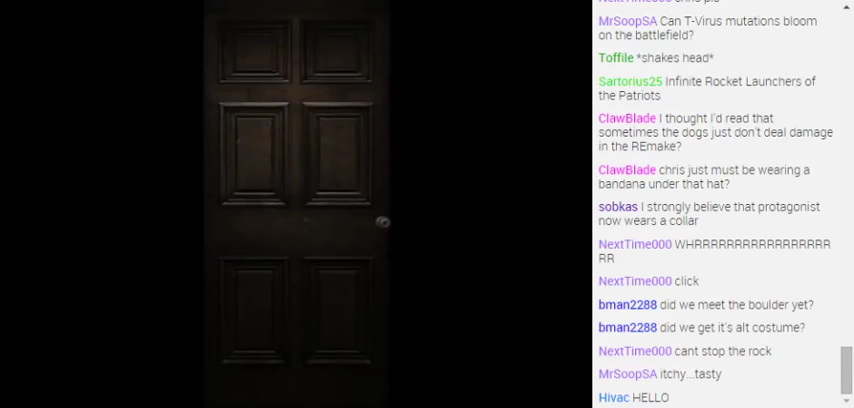 MrSoopSA Can T-Virus mutations bloom
on the battlefield?
Toffile *shakes head*
Sartorius25 Infinite Rocket Launchers of
the Patriots
ClawBlade I thought I'd read that
sometimes the dogs just don't deal damage
in the REmake?
ClawBlade chris just must be wearing a
bandana under that hat?
sobkas I strongly believe that protagonist
now wears a collar
NextTime000 WHRRRRRRRRRRRRRRRRR
RR
NextTime000 click
bman2288 did we meet the boulder yet?
bman2288 did we get it's alt costume?
NextTime000 cant stop the rock
MrSoopSA itchy...tasty
Hivac HELLO